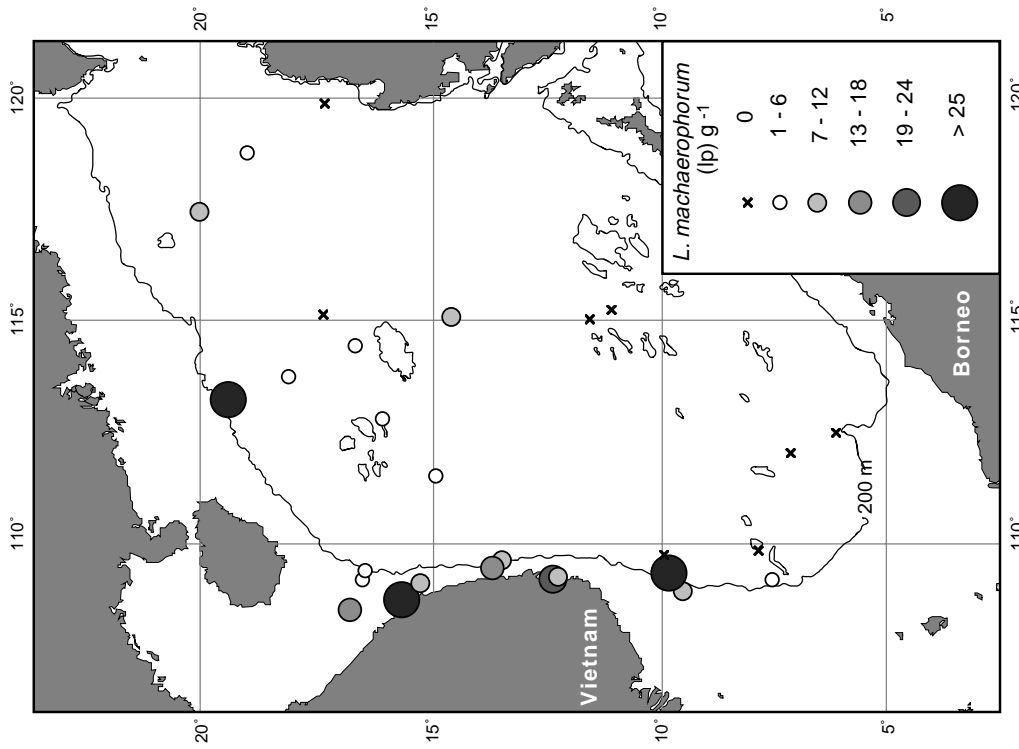 20°
15°
10°
5°
120°
120°
115°
115°
110°
110°
20°
15°
10°
5°
L. machaerophorum
(lp) g⁻¹
0
1 - 6
7 - 12
13 - 18
19 - 24
> 25
Borneo
Vietnam
200 m